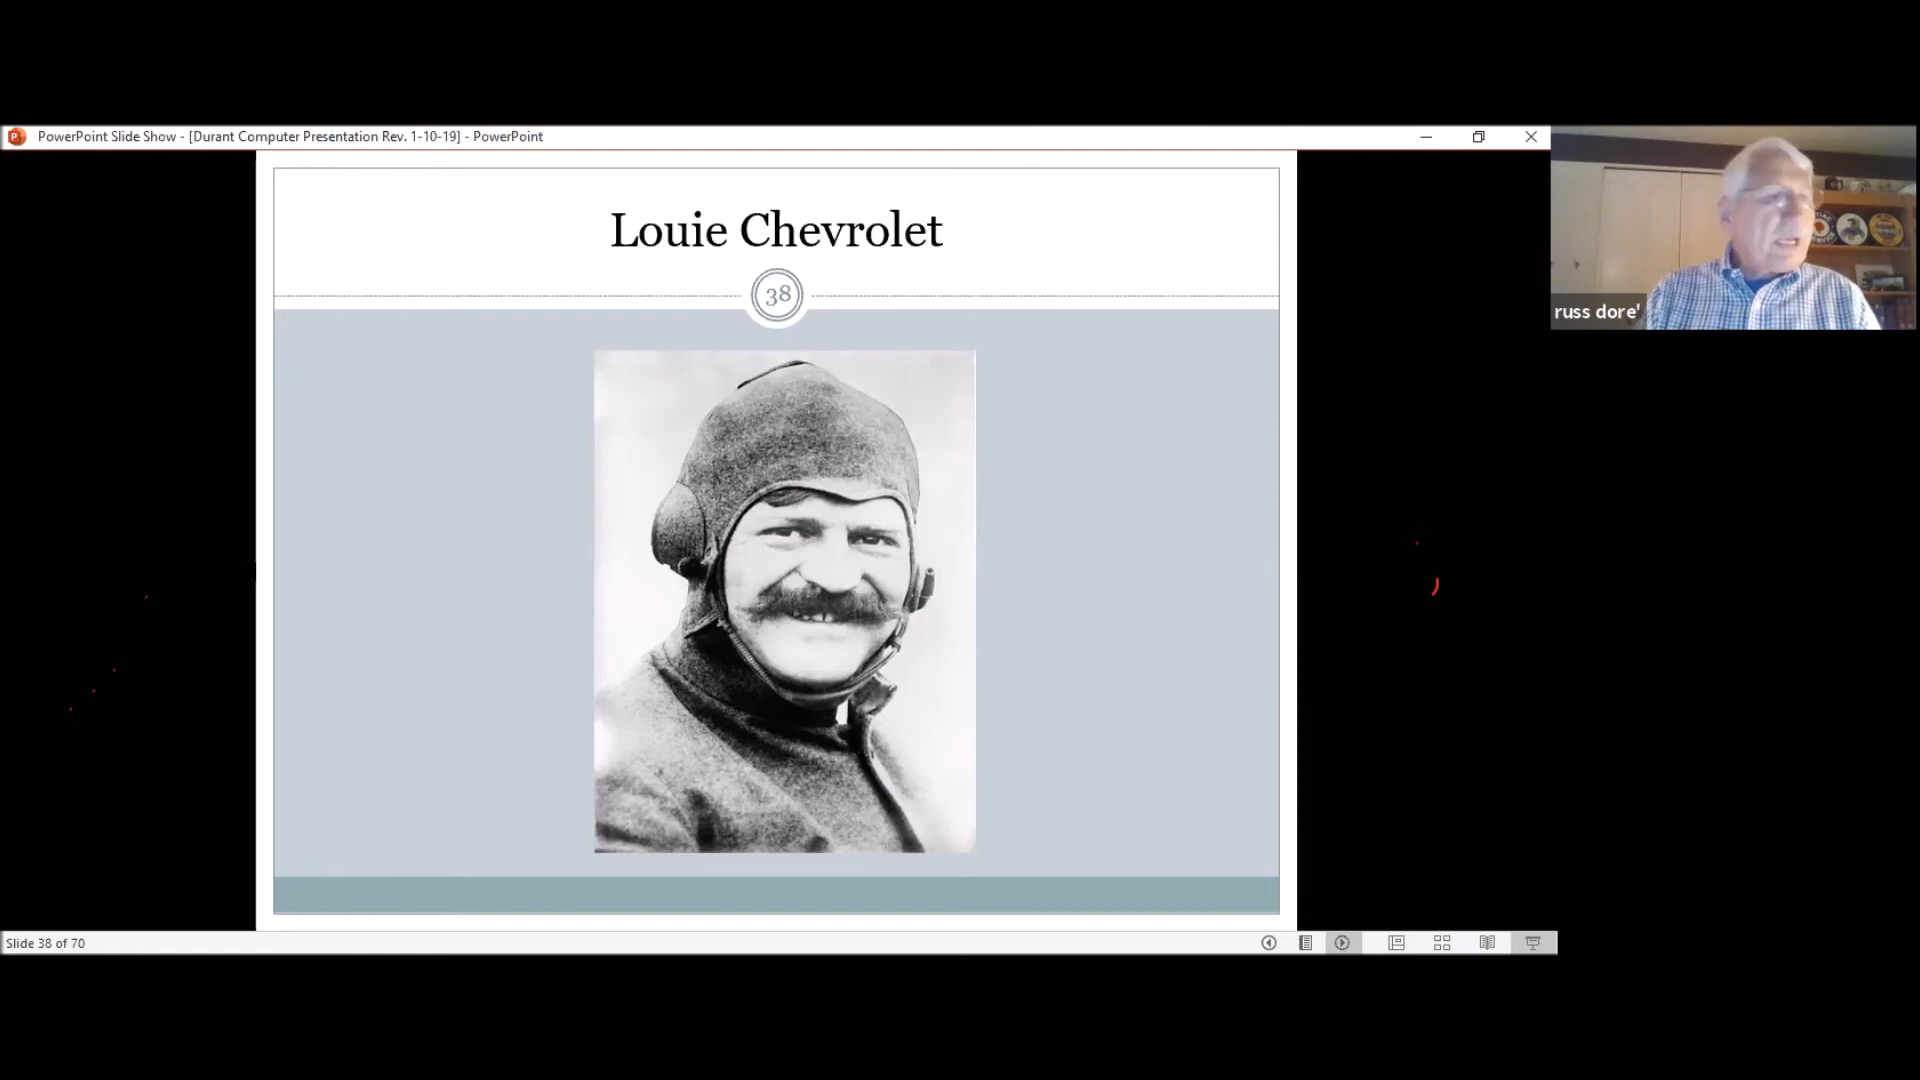 PowerPoint Slide Show - [Durant Computer Presentation Rev. 1-10-19] - PowerPoint
Louie Chevrolet
38
russ dore'
Slide 38 of 70